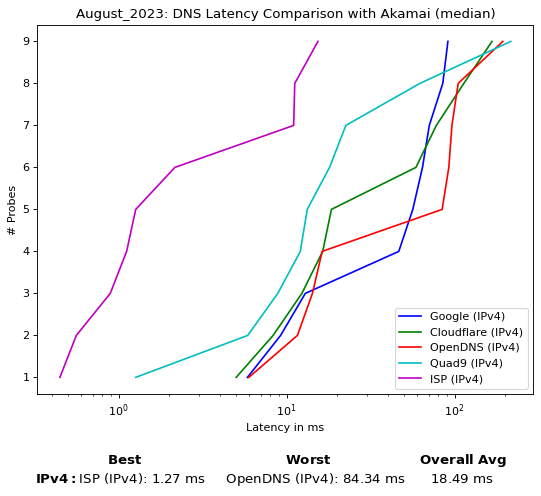 August_2023: DNS Latency Comparison with Akamai (median)
# Probes
9
8
7
6
5
4
3
2
1
Google (IPv4)
Cloudflare (IPv4)
OpenDNS (IPv4)
Quad9 (IPv4)
ISP (IPv4)
10⁰ 10¹ 10²
Latency in ms
Best Worst Overall Avg
IPv4: ISP (IPv4): 1.27 ms OpenDNS (IPv4): 84.34 ms 18.49 ms